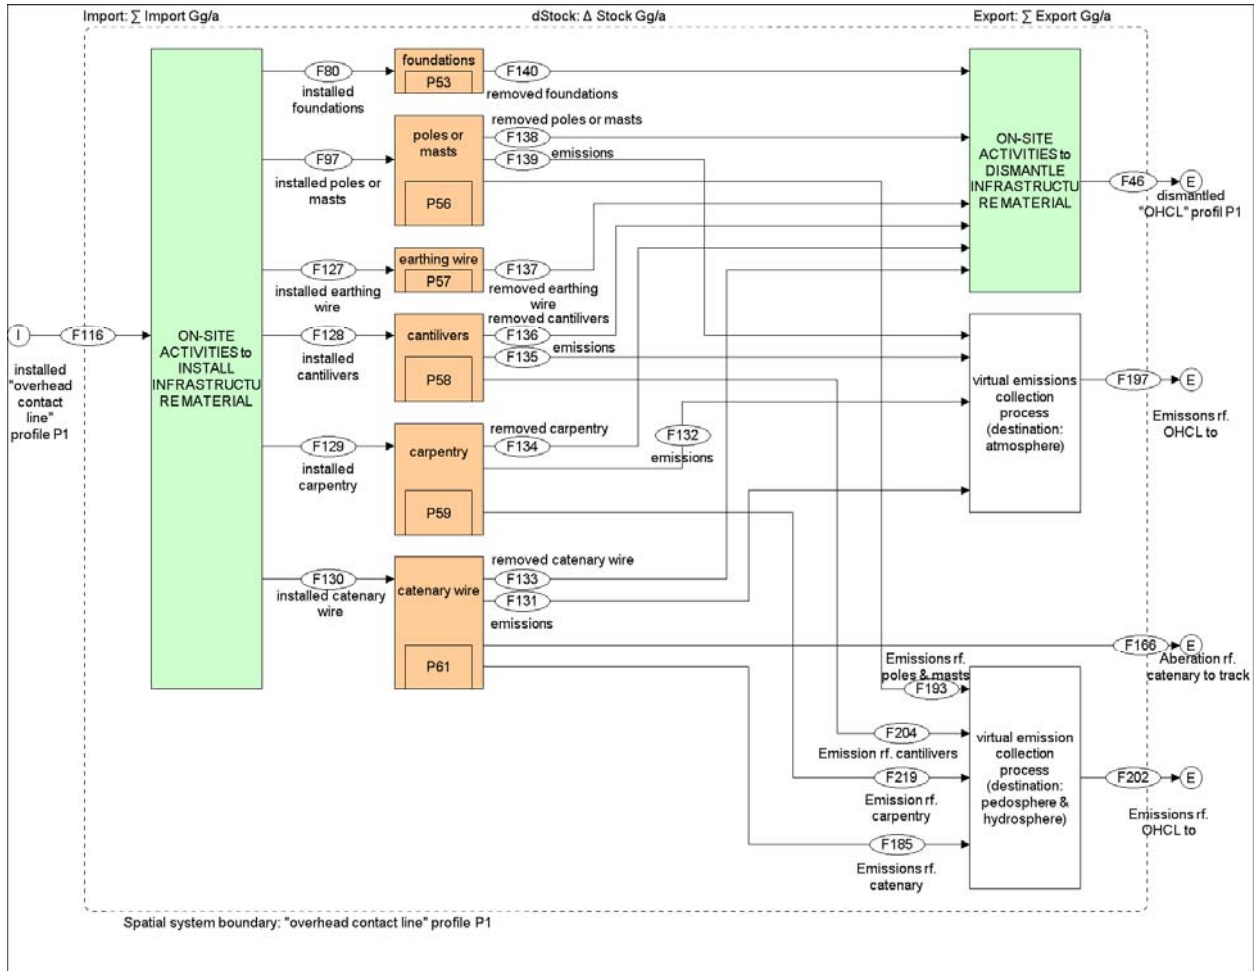 Import: ∑ Import Gg/a
dStock: Δ Stock Gg/a
Export: ∑ Export Gg/a
I
F116
installed
"overhead
contact
line"
profile P1
ON-SITE
ACTIVITIES to
INSTALL
INFRASTRUCTU
RE MATERIAL
F80
installed
foundations
F97
installed poles or
masts
F127
installed earthing
wire
F128
installed
cantilivers
F129
installed
carpentry
F130
installed catenary
wire
foundations
P53
poles or
masts
P56
earthing wire
P57
cantilivers
P58
carpentry
P59
catenary wire
P61
F140
removed foundations
removed poles or masts
F138
F139
emissions
F137
removed earthing
wire
removed cantilivers
F136
emissions
F135
removed carpentry
F134
F132
emissions
removed catenary wire
F133
F131
emissions
Emissions rf.
poles & masts
F193
F204
Emission rf. cantilivers
F219
Emission rf.
carpentry
F185
Emissions rf.
catenary
ON-SITE
ACTIVITIES to
DISMANTLE
INFRASTRUCTU
RE MATERIAL
virtual emissions
collection
process
(destination:
atmosphere)
virtual emission
collection
process
(destination:
pedosphere &
hydrosphere)
F46
E
dismantled
"OHCL" profil P1
F197
E
Emissons rf.
OHCL to
F166
E
Aberation rf.
catenary to track
F202
E
Emissions rf.
OHCL to
Spatial system boundary: "overhead contact line" profile P1